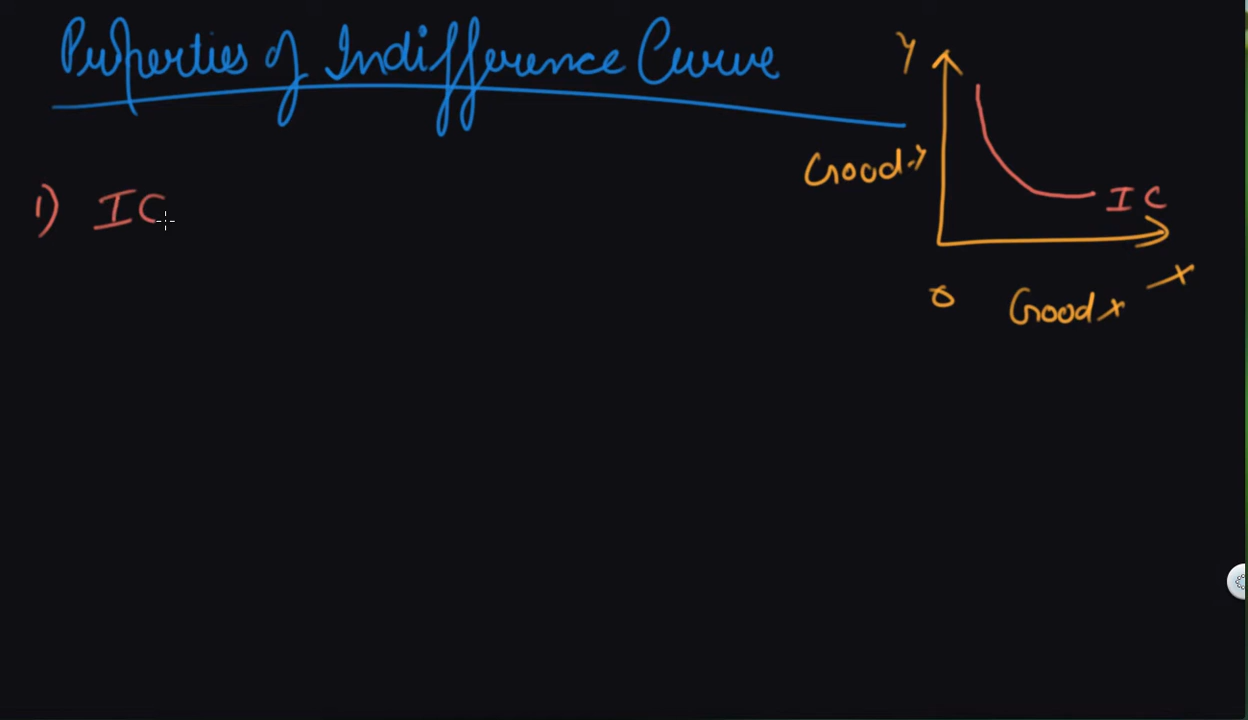 Properties of Indifference Curve
Y
Good-Y
IC
1) IC
O
Good x
X